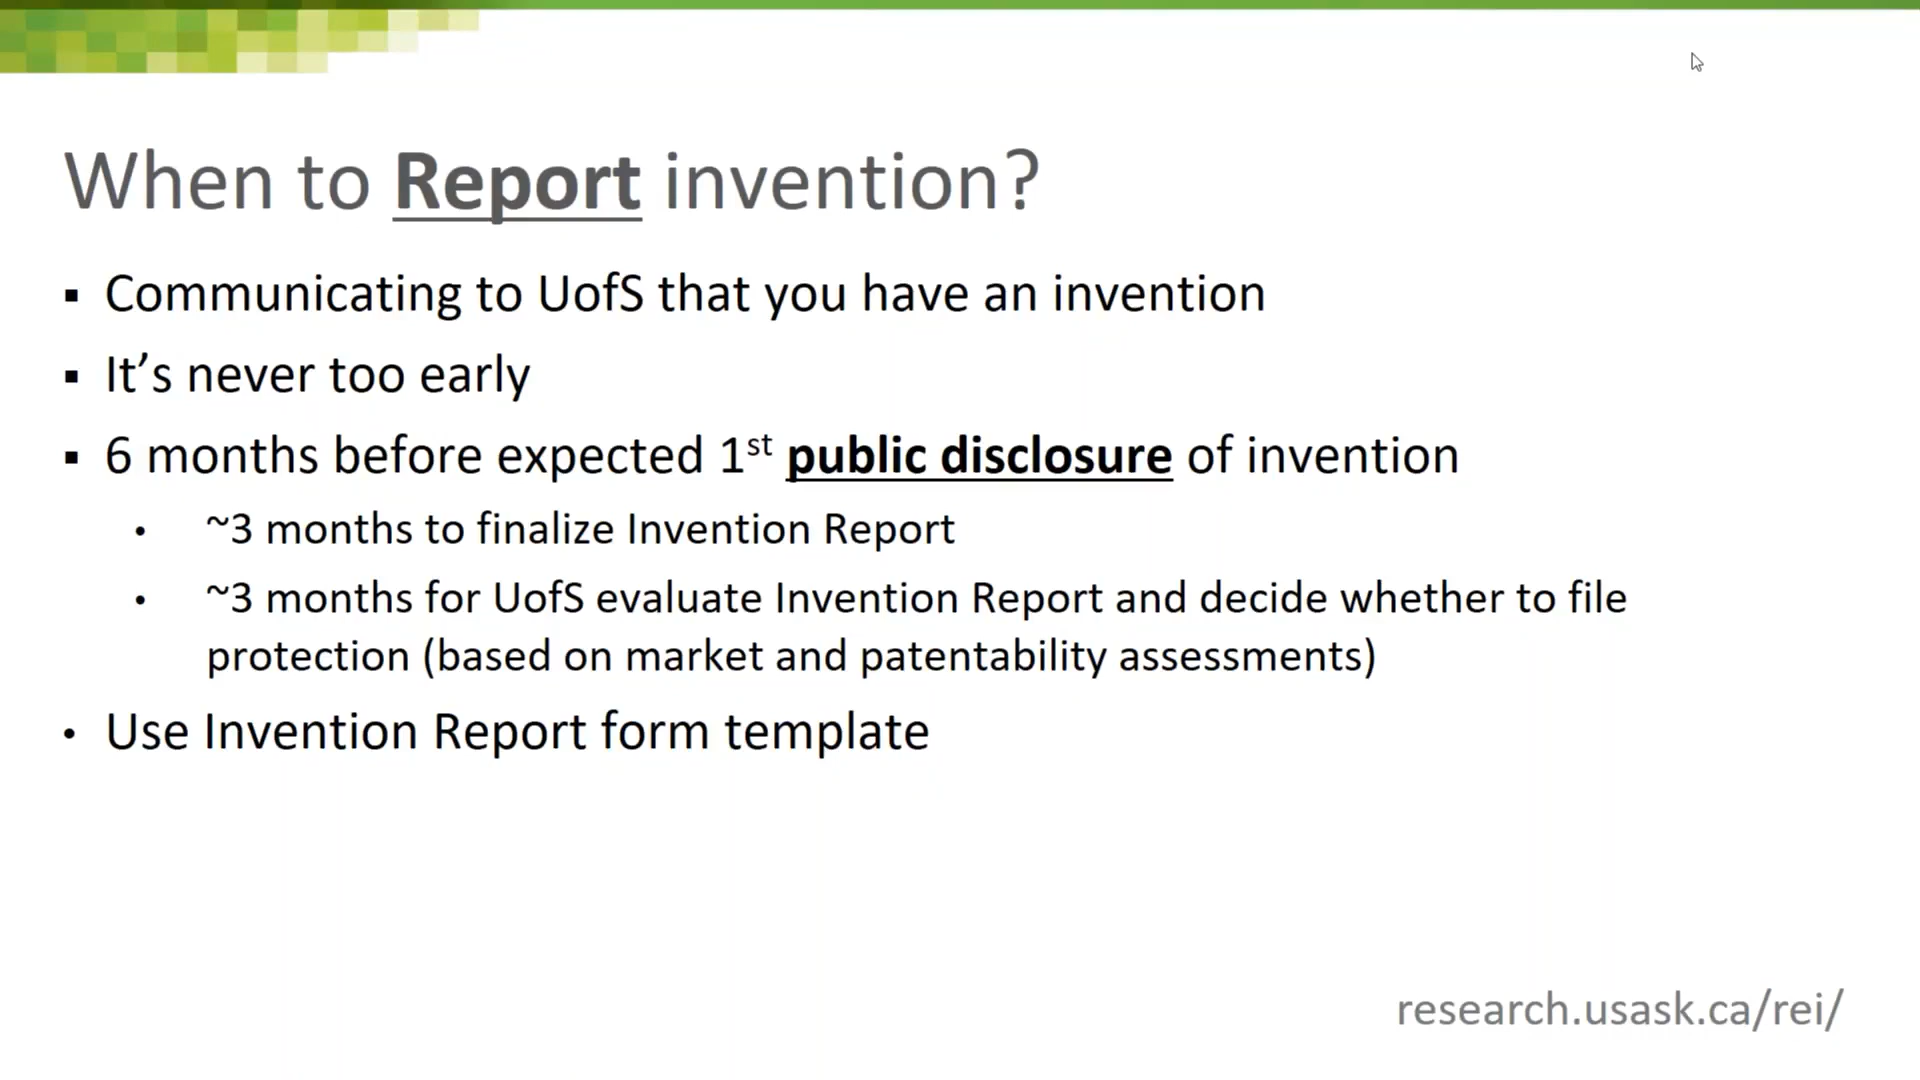 When to Report invention?
▪ Communicating to UofS that you have an invention
▪ It’s never too early
▪ 6 months before expected 1st public disclosure of invention
• ~3 months to finalize Invention Report
• ~3 months for UofS evaluate Invention Report and decide whether to file
protection (based on market and patentability assessments)
• Use Invention Report form template
research.usask.ca/rei/